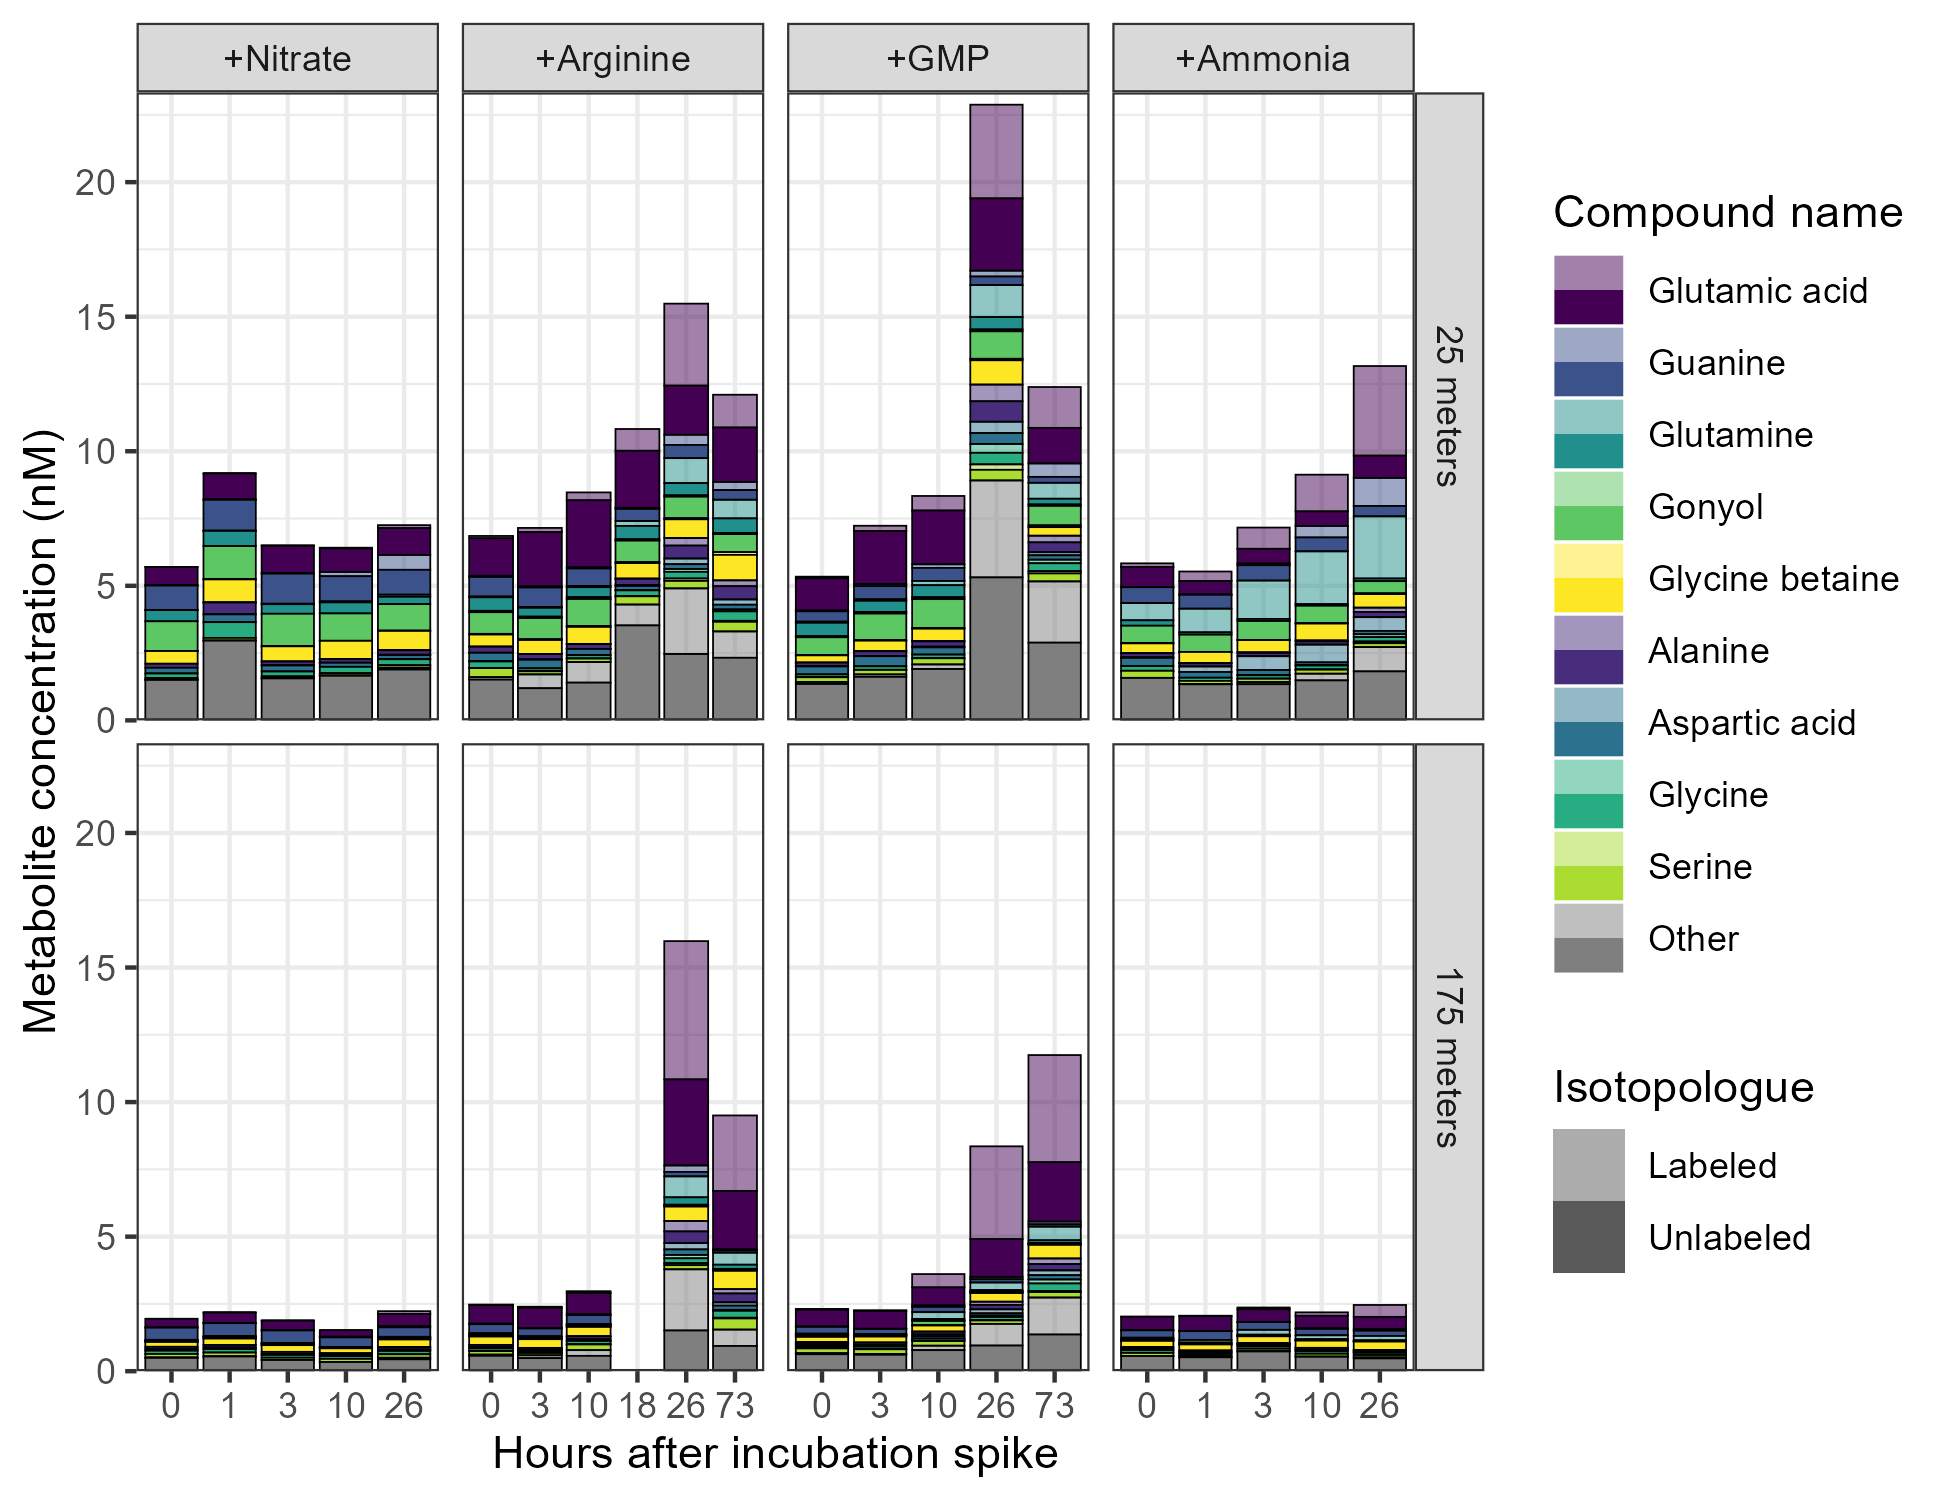 +Nitrate
+Arginine
+GMP
+Ammonia
25 meters
175 meters
Metabolite concentration (nM)
20
15
10
5
0
20
15
10
5
0
0 1 3 10 26
0 3 10 18 26 73
0 3 10 26 73
0 1 3 10 26
Hours after incubation spike
Compound name
Glutamic acid
Guanine
Glutamine
Gonyol
Glycine betaine
Alanine
Aspartic acid
Glycine
Serine
Other
Isotopologue
Labeled
Unlabeled